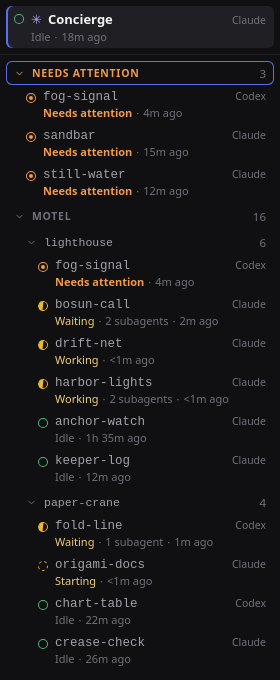 Concierge Claude
Idle · 18m ago
NEEDS ATTENTION 3
fog-signal Codex
Needs attention · 4m ago
sandbar Claude
Needs attention · 15m ago
still-water Claude
Needs attention · 12m ago
MOTEL 16
lighthouse 6
fog-signal Codex
Needs attention · 4m ago
bosun-call Claude
Waiting · 2 subagents · 2m ago
drift-net Claude
Working · <1m ago
harbor-lights Claude
Working · 2 subagents · <1m ago
anchor-watch Claude
Idle · 1h 35m ago
keeper-log Claude
Idle · 12m ago
paper-crane 4
fold-line Codex
Waiting · 1 subagent · 1m ago
origami-docs Claude
Starting · <1m ago
chart-table Codex
Idle · 22m ago
crease-check Claude
Idle · 26m ago